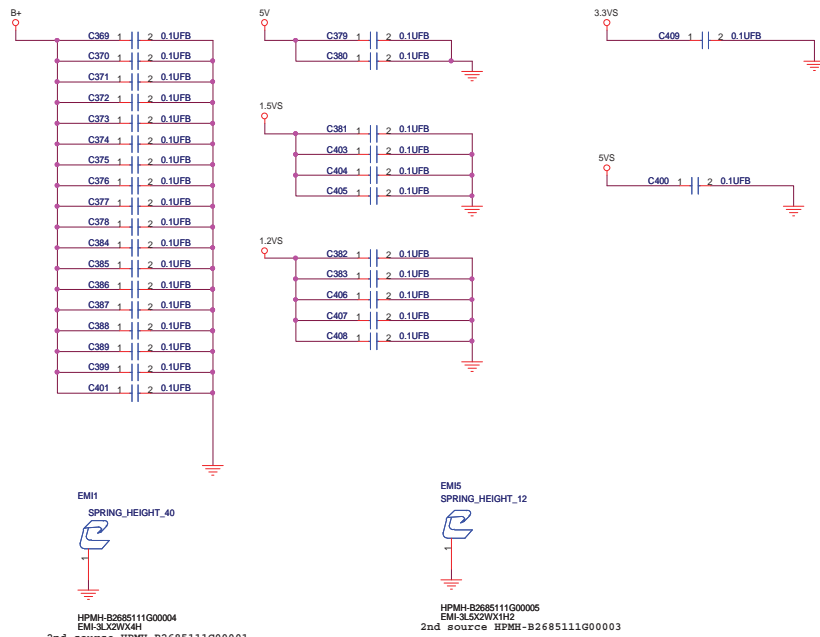 B+
C369 1 2 0.1UFB
C370 1 2 0.1UFB
C371 1 2 0.1UFB
C372 1 2 0.1UFB
C373 1 2 0.1UFB
C374 1 2 0.1UFB
C375 1 2 0.1UFB
C376 1 2 0.1UFB
C377 1 2 0.1UFB
C378 1 2 0.1UFB
C384 1 2 0.1UFB
C385 1 2 0.1UFB
C386 1 2 0.1UFB
C387 1 2 0.1UFB
C388 1 2 0.1UFB
C389 1 2 0.1UFB
C399 1 2 0.1UFB
C401 1 2 0.1UFB
5V
C379 1 2 0.1UFB
C380 1 2 0.1UFB
1.5VS
C381 1 2 0.1UFB
C403 1 2 0.1UFB
C404 1 2 0.1UFB
C405 1 2 0.1UFB
1.2VS
C382 1 2 0.1UFB
C383 1 2 0.1UFB
C406 1 2 0.1UFB
C407 1 2 0.1UFB
C408 1 2 0.1UFB
3.3VS
C409 1 2 0.1UFB
5VS
C400 1 2 0.1UFB
EMI1
SPRING_HEIGHT_40
1
HPMH-B2685111G00004
EMI-3LX2WX4H
2nd source HPMH-B2685111G00001
EMI5
SPRING_HEIGHT_12
1
HPMH-B2685111G00005
EMI-3L5X2WX1H2
2nd source HPMH-B2685111G00003